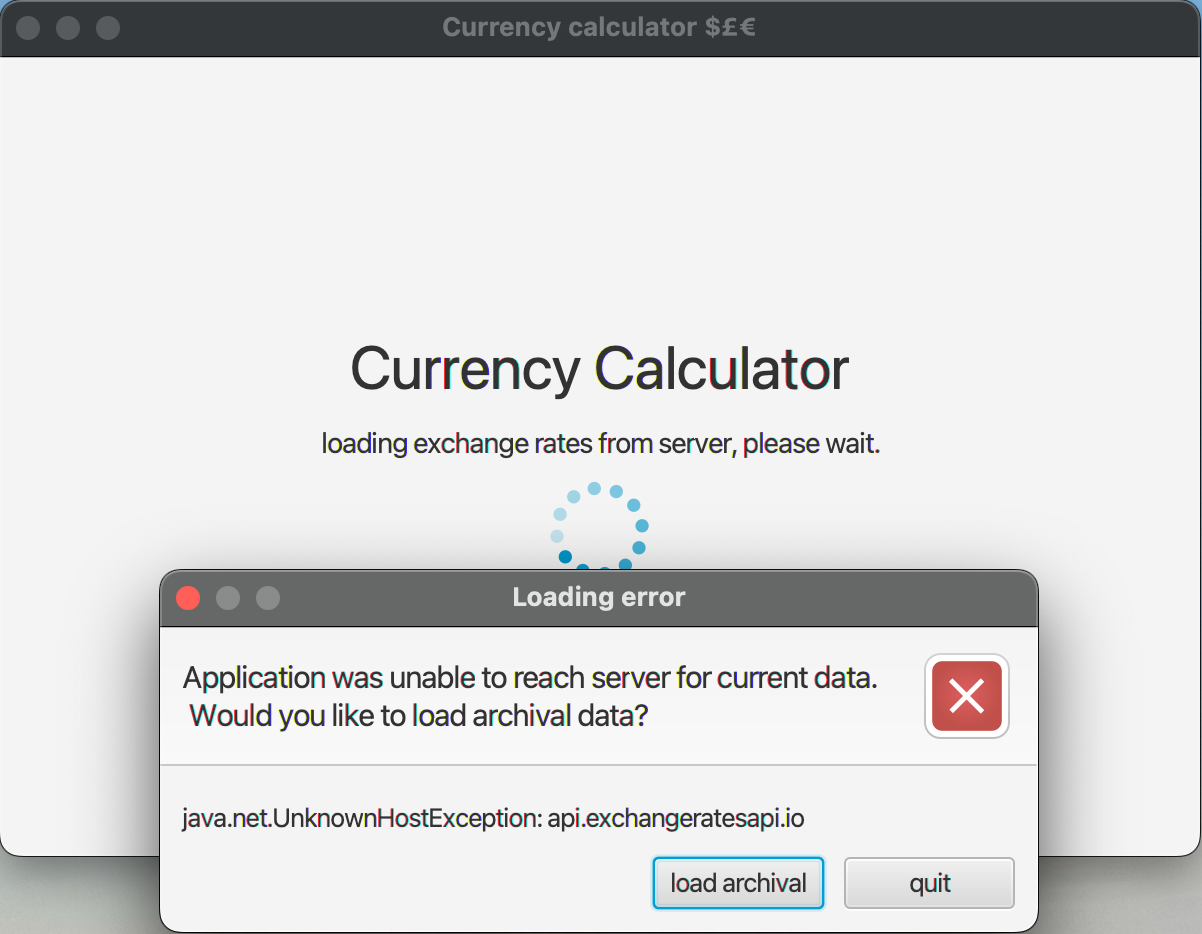 Currency calculator $£€
Currency Calculator
loading exchange rates from server, please wait.
Loading error
Application was unable to reach server for current data.
Would you like to load archival data?
java.net.UnknownHostException: api.exchangeratesapi.io
load archival
quit